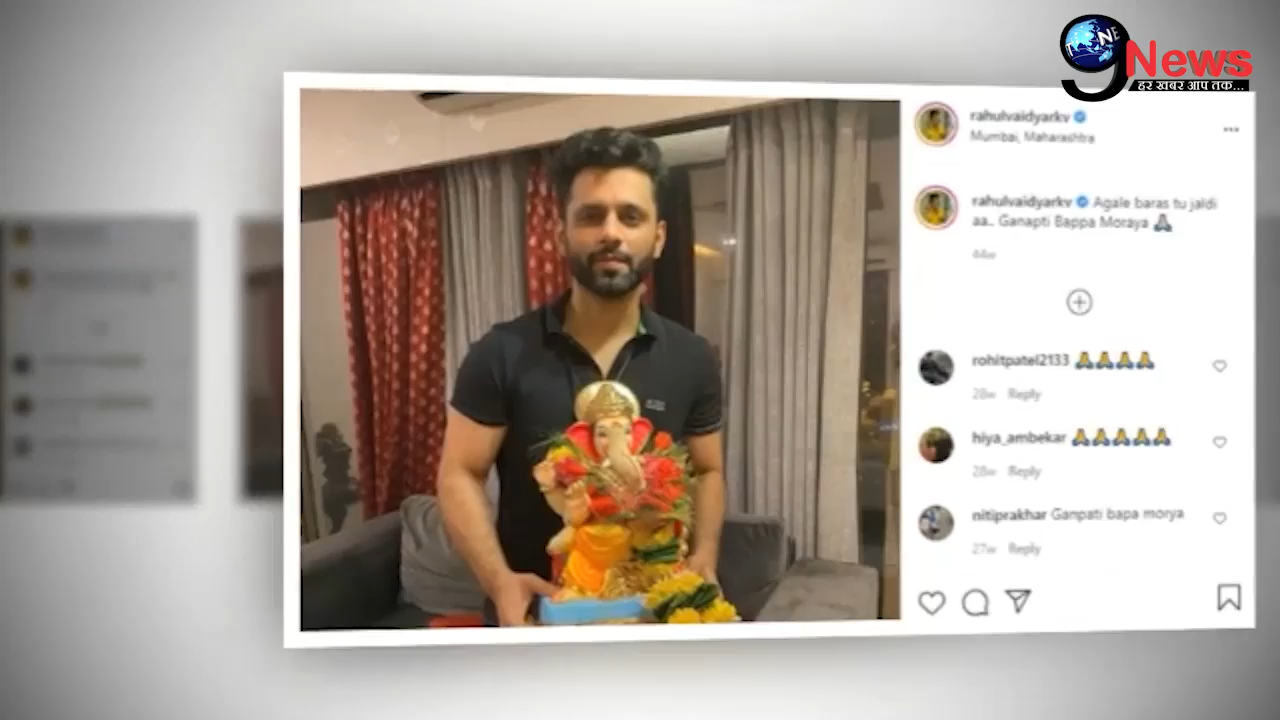 9 NE News
हर खबर आप तक...
rahulvaidyarkv
Mumbai, Maharashtra
rahulvaidyarkv Agale baras tu jaldi
aa.. Ganapti Bappa Moraya 🙏
44w
rohitpatel2133 🙏🙏🙏🙏
28w Reply
hiya_ambekar 🙏🙏🙏🙏🙏
28w Reply
nitiprakhar Ganpati bapa morya
27w Reply